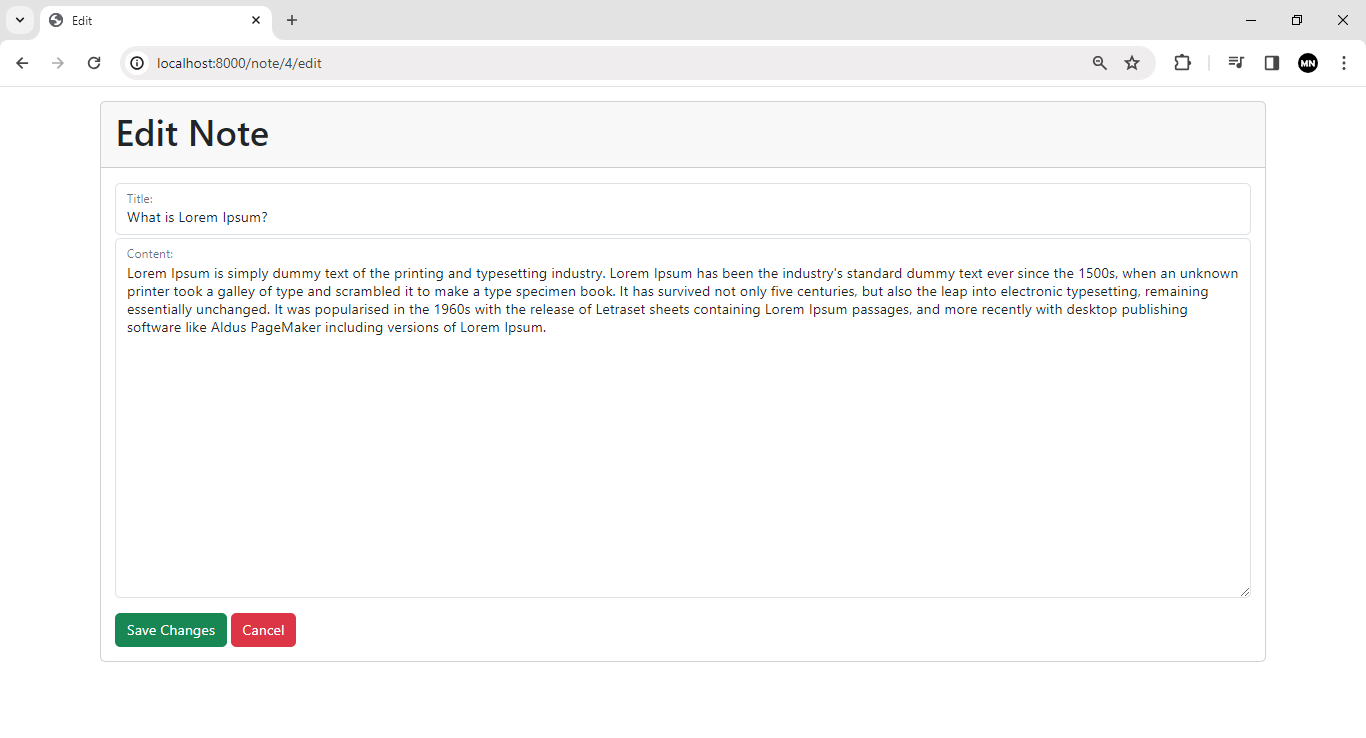 Edit
localhost:8000/note/4/edit
MN
Edit Note
Title:
What is Lorem Ipsum?
Content:
Lorem Ipsum is simply dummy text of the printing and typesetting industry. Lorem Ipsum has been the industry's standard dummy text ever since the 1500s, when an unknown
printer took a galley of type and scrambled it to make a type specimen book. It has survived not only five centuries, but also the leap into electronic typesetting, remaining
essentially unchanged. It was popularised in the 1960s with the release of Letraset sheets containing Lorem Ipsum passages, and more recently with desktop publishing
software like Aldus PageMaker including versions of Lorem Ipsum.
Save Changes Cancel